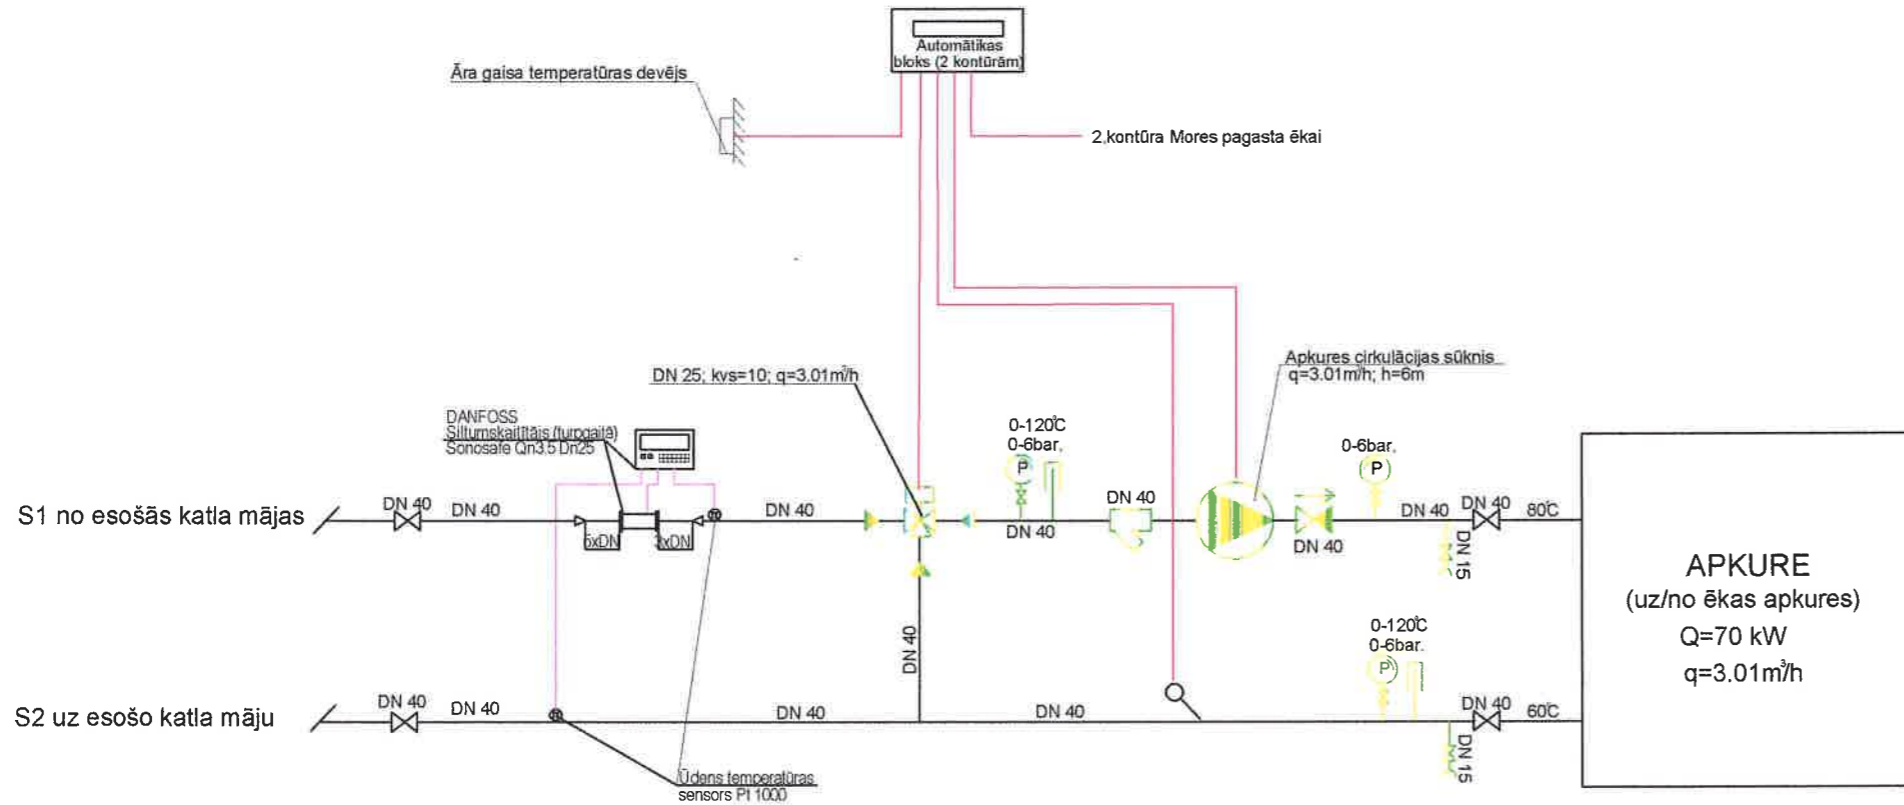 Automātikas
bloks (2 kontūrām)
Āra gaisa temperatūras devējs
2.kontūra Mores pagasta ēkai
Apkures cirkulācijas sūknis
q=3.01m³/h; h=6m
DN 25; kvs=10; q=3.01m³/h
DANFOSS
Siltumskaitītājs (turpgaitā)
Sonosafe Qn3.5 Dn25
0-120°C
0-6bar.
P
0-6bar.
P
S1 no esošās katla mājas
DN 40
DN 40
5xDN
3xDN
DN 40
DN 40
DN 40
DN 40
DN 40
DN 40
80°C
DN 15
APKURE
(uz/no ēkas apkures)
Q=70 kW
q=3.01m³/h
DN 40
0-120°C
0-6bar.
P
S2 uz esošo katla māju
DN 40
DN 40
DN 40
DN 40
DN 40
60°C
DN 15
Ūdens temperatūras
sensors Pt 1000